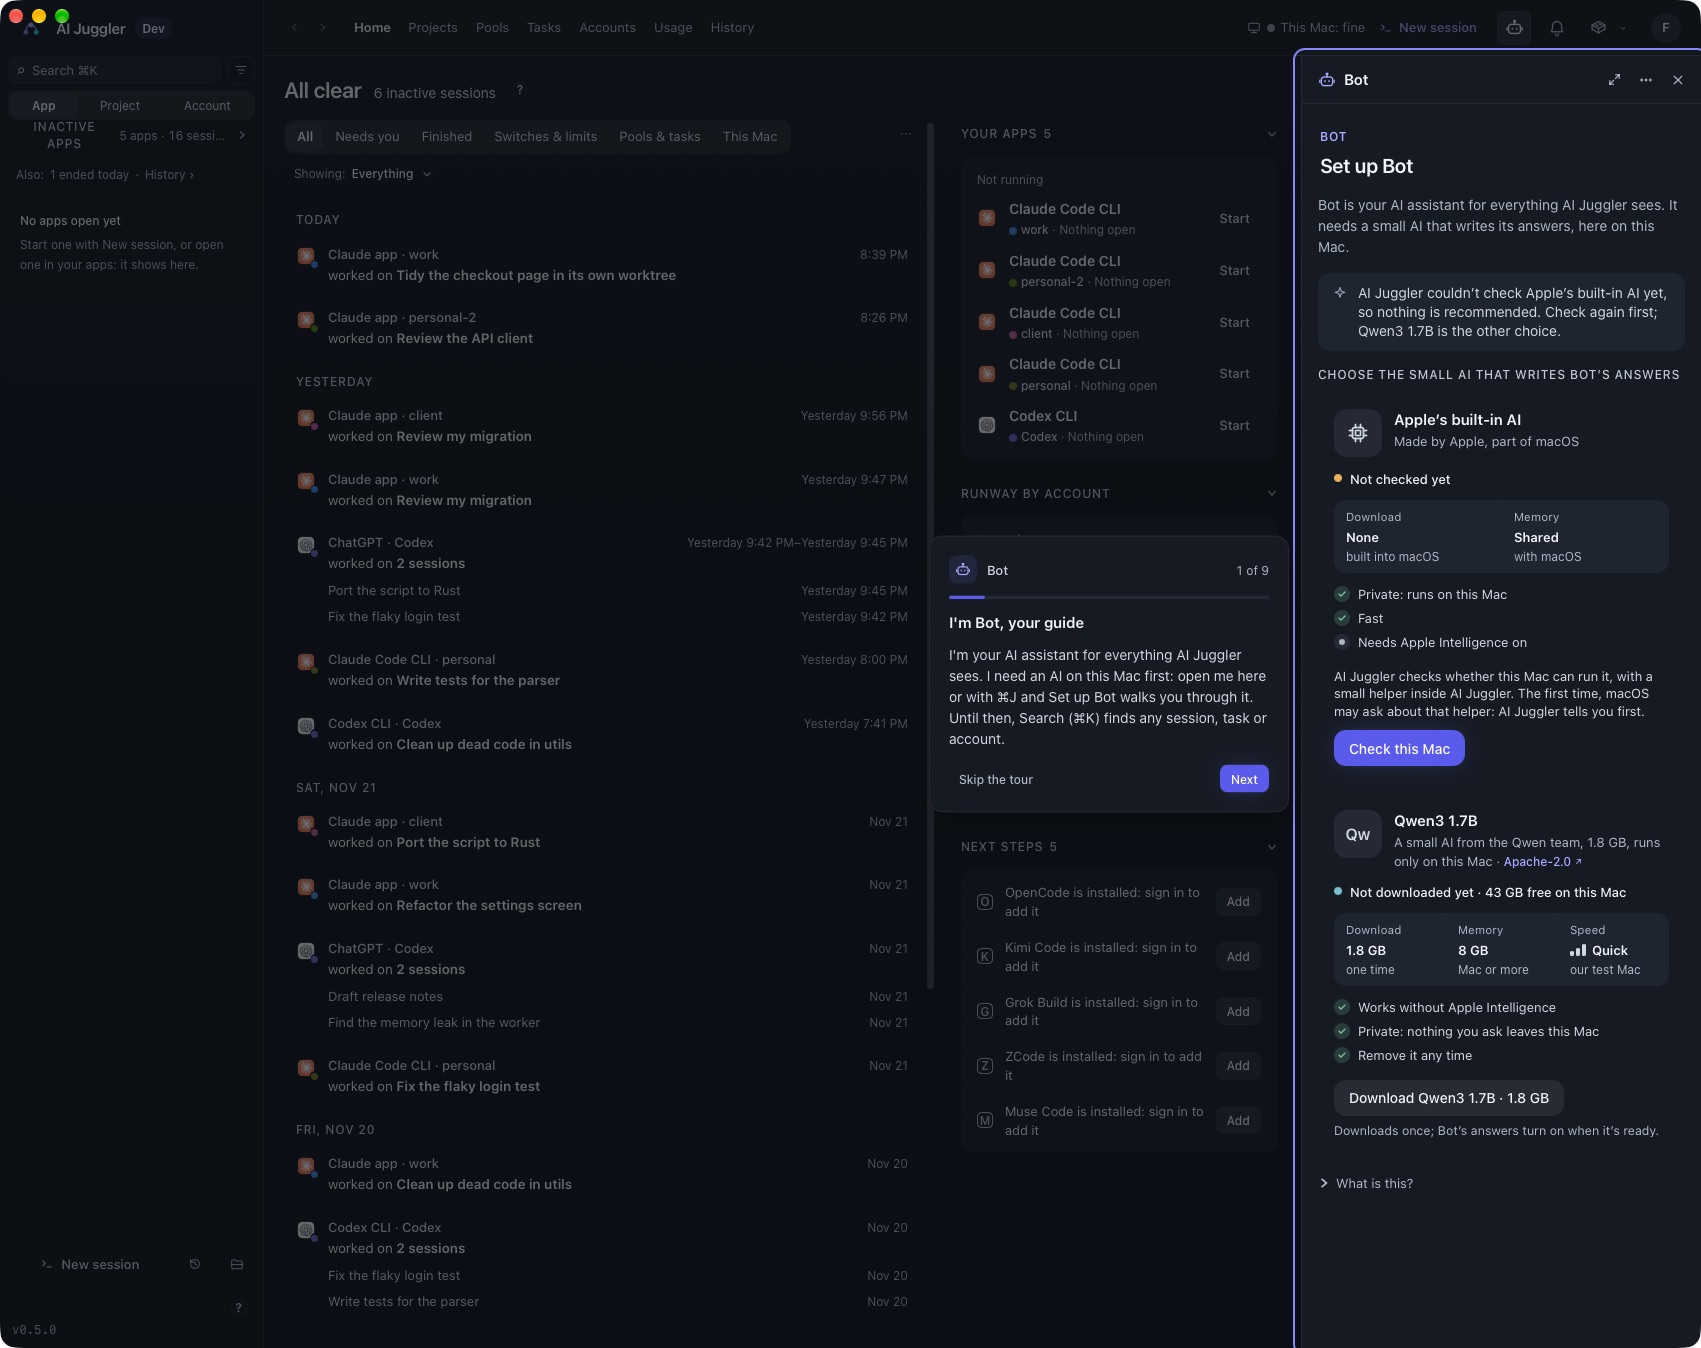 AI Juggler Dev
Search ⌘K
App Project Account
INACTIVE APPS 5 apps · 16 sessi...
Also: 1 ended today · History ›
No apps open yet
Start one with New session, or open
one in your apps: it shows here.
New session
?
v0.5.0
Home Projects Pools Tasks Accounts Usage History
This Mac: fine New session F
All clear 6 inactive sessions ?
All Needs you Finished Switches & limits Pools & tasks This Mac ...
Showing: Everything
TODAY
Claude app · work 8:39 PM
worked on Tidy the checkout page in its own worktree
Claude app · personal-2 8:26 PM
worked on Review the API client
YESTERDAY
Claude app · client Yesterday 9:56 PM
worked on Review my migration
Claude app · work Yesterday 9:47 PM
worked on Review my migration
ChatGPT · Codex Yesterday 9:42 PM–Yesterday 9:45 PM
worked on 2 sessions
Port the script to Rust Yesterday 9:45 PM
Fix the flaky login test Yesterday 9:42 PM
Claude Code CLI · personal Yesterday 8:00 PM
worked on Write tests for the parser
Codex CLI · Codex Yesterday 7:41 PM
worked on Clean up dead code in utils
SAT, NOV 21
Claude app · client Nov 21
worked on Port the script to Rust
Claude app · work Nov 21
worked on Refactor the settings screen
ChatGPT · Codex Nov 21
worked on 2 sessions
Draft release notes Nov 21
Find the memory leak in the worker Nov 21
Claude Code CLI · personal Nov 21
worked on Fix the flaky login test
FRI, NOV 20
Claude app · work Nov 20
worked on Clean up dead code in utils
Codex CLI · Codex Nov 20
worked on 2 sessions
Fix the flaky login test Nov 20
Write tests for the parser Nov 20
YOUR APPS 5
Not running
Claude Code CLI Start
work · Nothing open
Claude Code CLI Start
personal-2 · Nothing open
Claude Code CLI Start
client · Nothing open
Claude Code CLI Start
personal · Nothing open
Codex CLI Start
Codex · Nothing open
RUNWAY BY ACCOUNT
Bot 1 of 9
I'm Bot, your guide
I'm your AI assistant for everything AI Juggler
sees. I need an AI on this Mac first: open me here
or with ⌘J and Set up Bot walks you through it.
Until then, Search (⌘K) finds any session, task or
account.
Skip the tour Next
NEXT STEPS 5
O OpenCode is installed: sign in to
add it Add
K Kimi Code is installed: sign in to
add it Add
G Grok Build is installed: sign in to
add it Add
Z ZCode is installed: sign in to add
it Add
M Muse Code is installed: sign in to
add it Add
Bot
BOT
Set up Bot
Bot is your AI assistant for everything AI Juggler sees. It
needs a small AI that writes its answers, here on this
Mac.
AI Juggler couldn't check Apple's built-in AI yet,
so nothing is recommended. Check again first;
Qwen3 1.7B is the other choice.
CHOOSE THE SMALL AI THAT WRITES BOT'S ANSWERS
Apple's built-in AI
Made by Apple, part of macOS
Not checked yet
Download Memory
None Shared
built into macOS with macOS
Private: runs on this Mac
Fast
Needs Apple Intelligence on
AI Juggler checks whether this Mac can run it, with a
small helper inside AI Juggler. The first time, macOS
may ask about that helper: AI Juggler tells you first.
Check this Mac
Qw Qwen3 1.7B
A small AI from the Qwen team, 1.8 GB, runs
only on this Mac · Apache-2.0 ↗
Not downloaded yet · 43 GB free on this Mac
Download Memory Speed
1.8 GB 8 GB Quick
one time Mac or more our test Mac
Works without Apple Intelligence
Private: nothing you ask leaves this Mac
Remove it any time
Download Qwen3 1.7B · 1.8 GB
Downloads once; Bot's answers turn on when it's ready.
What is this?